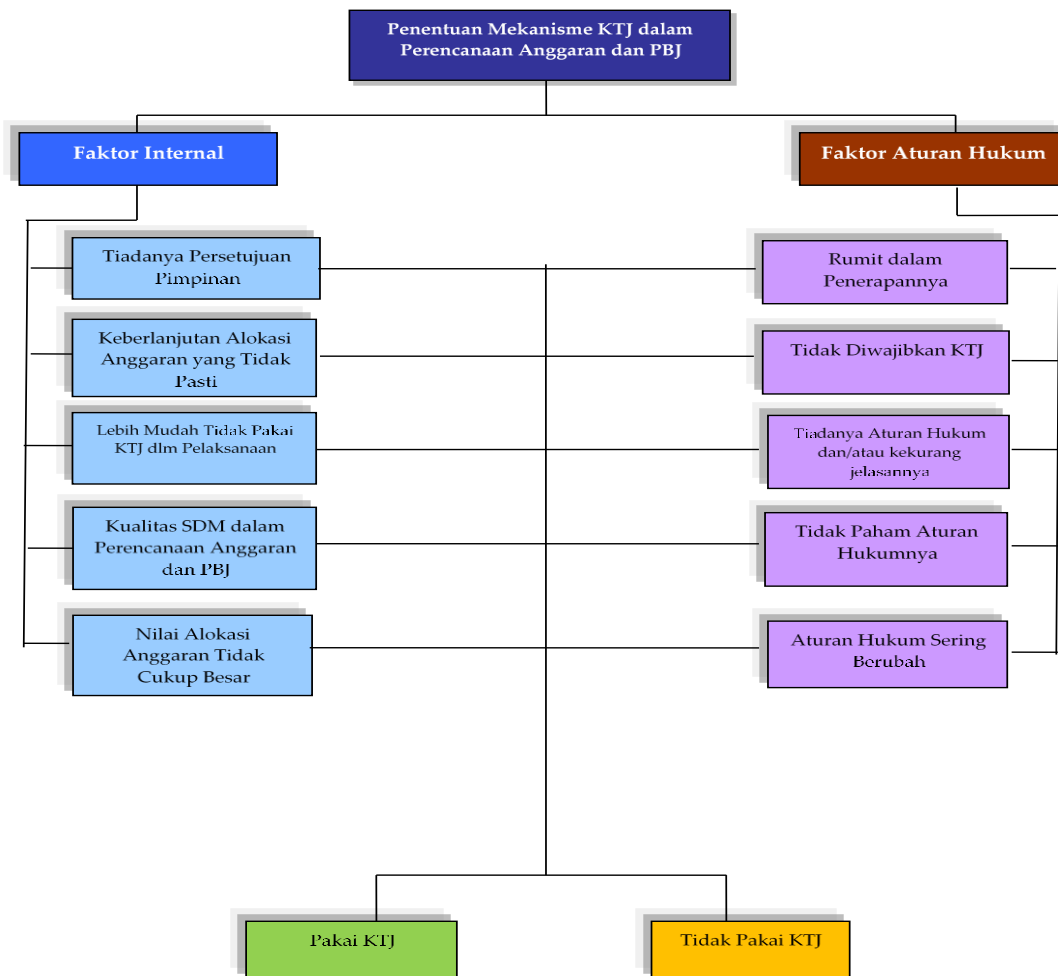 Penentuan Mekanisme KTJ dalam
Perencanaan Anggaran dan PBJ
Faktor Internal
Faktor Aturan Hukum
Tiadanya Persetujuan
Pimpinan
Rumit dalam
Penerapannya
Keberlanjutan Alokasi
Anggaran yang Tidak
Pasti
Tidak Diwajibkan KTJ
Lebih Mudah Tidak Pakai
KTJ dlm Pelaksanaan
Tiadanya Aturan Hukum
dan/atau kekurang
jelasannya
Kualitas SDM dalam
Perencanaan Anggaran
dan PBJ
Tidak Paham Aturan
Hukumnya
Nilai Alokasi
Anggaran Tidak
Cukup Besar
Aturan Hukum Sering
Berubah
Pakai KTJ
Tidak Pakai KTJ